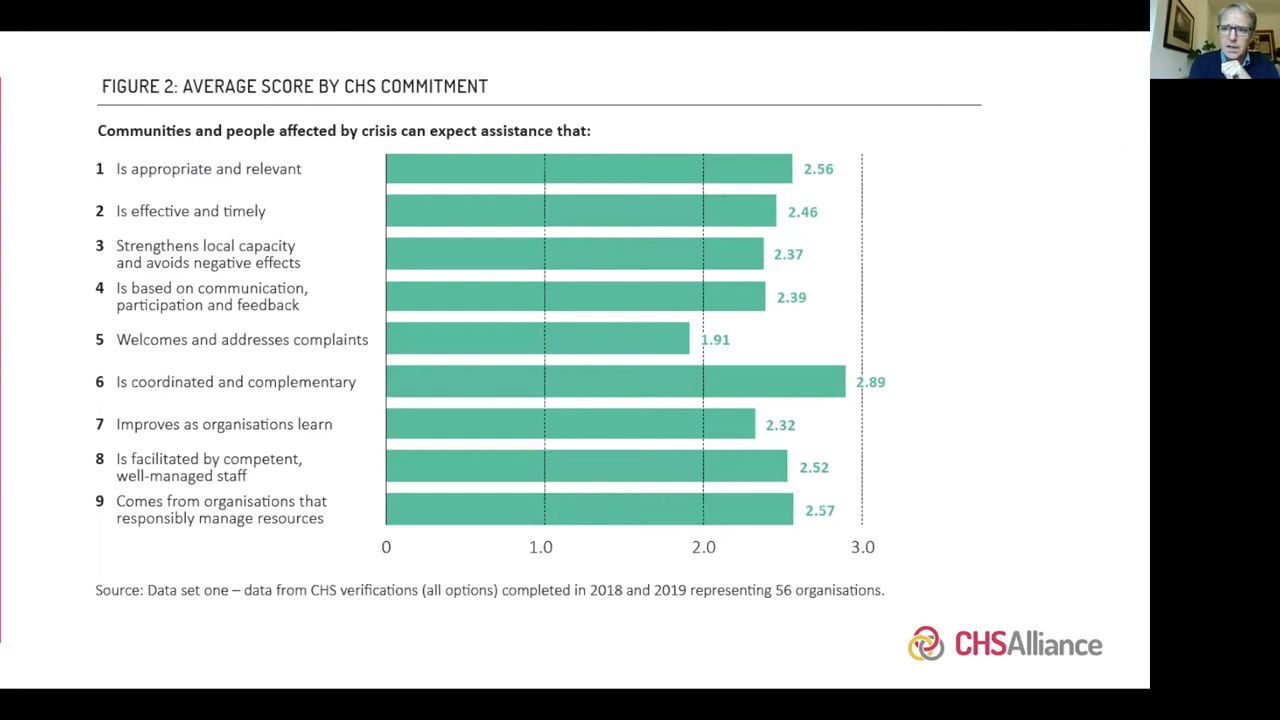 FIGURE 2: AVERAGE SCORE BY CHS COMMITMENT
Communities and people affected by crisis can expect assistance that:
1 Is appropriate and relevant 2.56
2 Is effective and timely 2.46
3 Strengthens local capacity
and avoids negative effects 2.37
4 Is based on communication,
participation and feedback 2.39
5 Welcomes and addresses complaints 1.91
6 Is coordinated and complementary 2.89
7 Improves as organisations learn 2.32
8 Is facilitated by competent,
well-managed staff 2.52
9 Comes from organisations that
responsibly manage resources 2.57
0 1.0 2.0 3.0
Source: Data set one – data from CHS verifications (all options) completed in 2018 and 2019 representing 56 organisations.
CHSAlliance